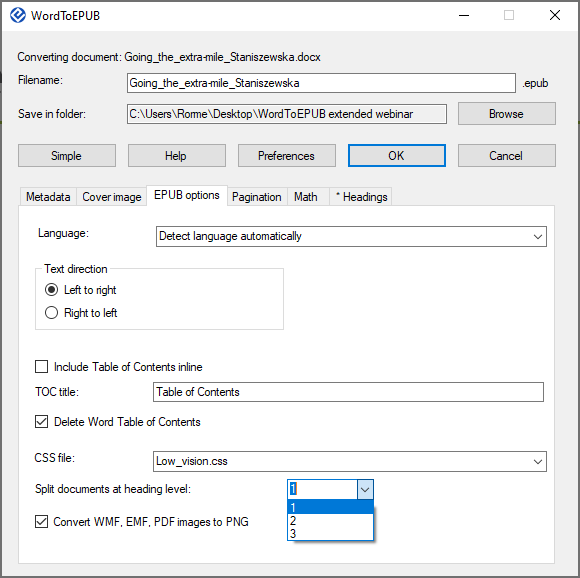 WordToEPUB
Converting document: Going_the_extra-mile_Staniszewska.docx
Filename: Going_the_extra-mile_Staniszewska .epub
Save in folder: C:\Users\Rorme\Desktop\WordToEPUB extended webinar Browse
Simple Help Preferences OK Cancel
Metadata Cover image EPUB options Pagination Math * Headings
Language: Detect language automatically
Text direction
Left to right
Right to left
Include Table of Contents inline
TOC title: Table of Contents
Delete Word Table of Contents
CSS file: Low_vision.css
Split documents at heading level: 1
1
2
Convert WMF, EMF, PDF images to PNG
3